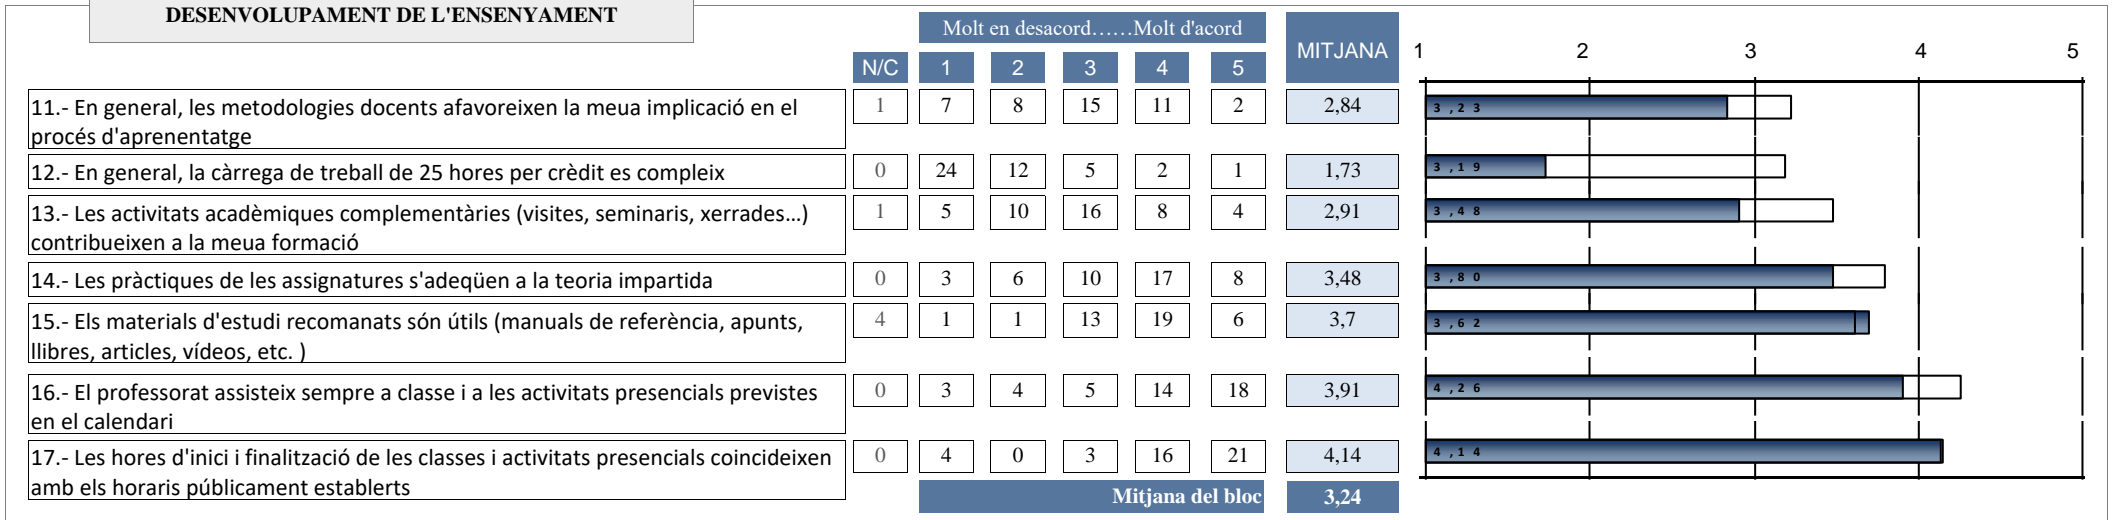 DESENVOLUPAMENT DE L'ENSENYAMENT
Molt en desacord……Molt d'acord
MITJANA
1 2 3 4 5
N/C 1 2 3 4 5
11.- En general, les metodologies docents afavoreixen la meua implicació en el
procés d'aprenentatge
1 7 8 15 11 2 2,84 3,23
12.- En general, la càrrega de treball de 25 hores per crèdit es compleix
0 24 12 5 2 1 1,73 3,19
13.- Les activitats acadèmiques complementàries (visites, seminaris, xerrades…)
contribueixen a la meua formació
1 5 10 16 8 4 2,91 3,48
14.- Les pràctiques de les assignatures s'adeqüen a la teoria impartida
0 3 6 10 17 8 3,48 3,80
15.- Els materials d'estudi recomanats són útils (manuals de referència, apunts,
llibres, articles, vídeos, etc. )
4 1 1 13 19 6 3,7 3,62
16.- El professorat assisteix sempre a classe i a les activitats presencials previstes
en el calendari
0 3 4 5 14 18 3,91 4,26
17.- Les hores d'inici i finalització de les classes i activitats presencials coincideixen
amb els horaris públicament establerts
0 4 0 3 16 21 4,14 4,14
Mitjana del bloc 3,24